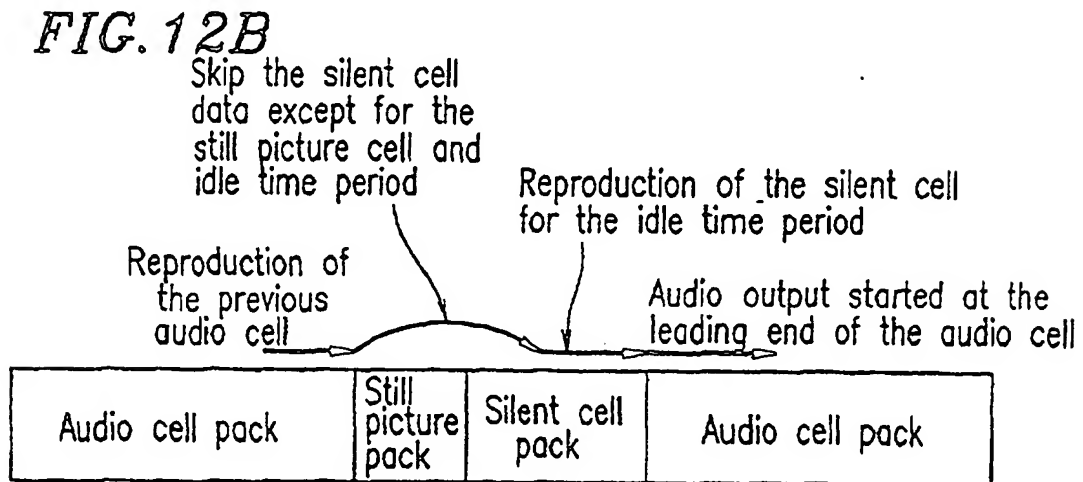 FIG. 12B
Skip the silent cell
data except for the
still picture cell and
idle time period
Reproduction of the silent cell
for the idle time period
Reproduction of
the previous
audio cell
Audio output started at the
leading end of the audio cell
Audio cell pack
Still
picture
pack
Silent cell
pack
Audio cell pack